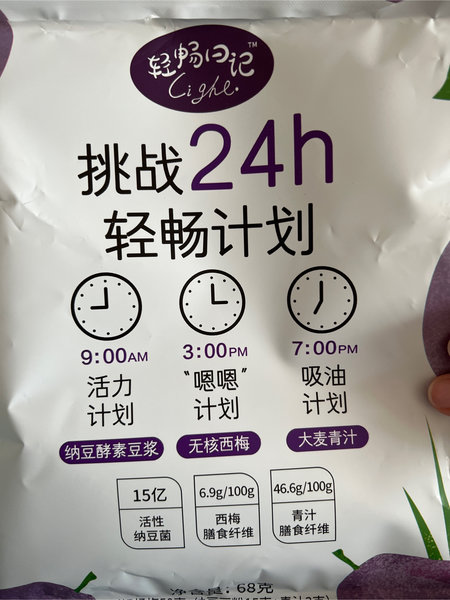 轻畅日记™
Lighe.
挑战24h
轻畅计划
9:00AM 3:00PM 7:00PM
活力 “嗯嗯” 吸油
计划 计划 计划
纳豆酵素豆浆 无核西梅 大麦青汁
15亿 6.9g/100g 46.6g/100g
活性 西梅 青汁
纳豆菌 膳食纤维 膳食纤维
净含量: 68克